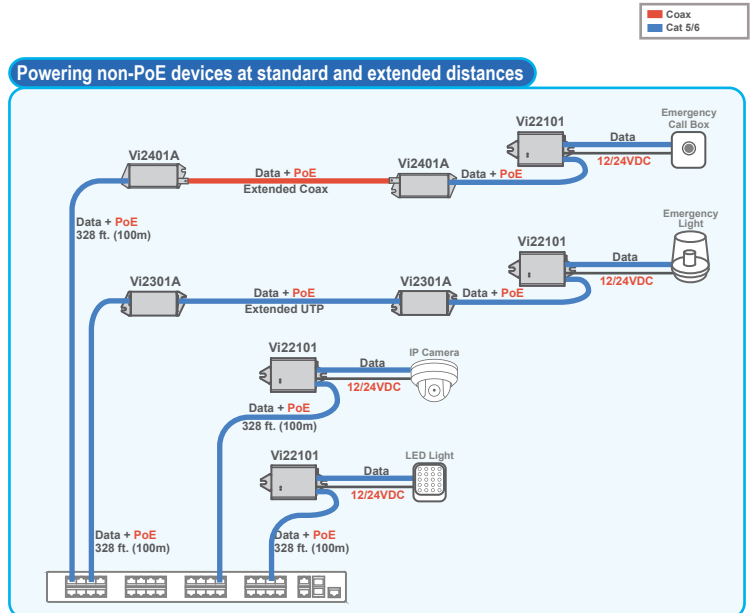 Coax
Cat 5/6
Powering non-PoE devices at standard and extended distances
Vi22101
Emergency
Call Box
Data
12/24VDC
Vi2401A
Data + PoE
Extended Coax
Vi2401A
Data + PoE
Data + PoE
328 ft. (100m)
Emergency
Light
Vi22101
Data
12/24VDC
Vi2301A
Data + PoE
Extended UTP
Vi2301A
Data + PoE
Vi22101
IP Camera
Data
12/24VDC
Data + PoE
328 ft. (100m)
Vi22101
LED Light
Data
12/24VDC
Data + PoE
328 ft. (100m)
Data + PoE
328 ft. (100m)